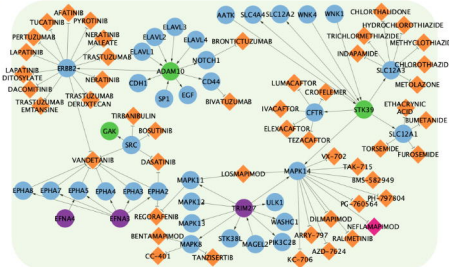 AFATINIB
TUCATINIB
PYROTINIB
PERTUZUMAB
NERATINIB
MALEATE
LAPATINIB
TRASTUZUMAB
ERBB2
LAPATINIB
DITOSYLATE
NERATINIB
DACOMITINIB
TRASTUZUMAB
DERUXTECAN
TRASTUZUMAB
EMTANSINE
ELAVL3
ELAVL2
ELAVL4
ELAVL1
NOTCH1
ADAM10
CDH1
CD44
SP1
EGF
BIVATUZUMAB
AATK
SLC4A4
SLC12A2
WNK4
WNK1
BRONTICTUZUMAB
CHLORTHALIDONE
HYDROCHLOROTHIAZIDE
TRICHLORMETHIAZIDE
METHYCLOTHIAZIDE
INDAPAMIDE
CHLOROTHIAZIDE
SLC12A3
METOLAZONE
LUMACAFTOR
CROFELEMER
IVACAFTOR
CFTR
STK39
ETHACRYNIC
ACID
BUMETANIDE
ELEXACAFTOR
TEZACAFTOR
SLC12A1
TORSEMIDE
FUROSEMIDE
TIRBANIBULIN
GAK
BOSUTINIB
SRC
VANDETANIB
DASATINIB
EPHA8
EPHA7
EPHA5
EPHA4
EPHA3
EPHA2
EFNA4
EFNA3
REGORAFENIB
LOSMAPIMOD
MAPK14
VX-702
TAK-715
BMS-582949
PG-760564
PH-797804
NEFLAMAPIMOD
RALIMETINIB
DILMAPIMOD
ARRY-797
AZD-7624
KC-706
MAPK11
MAPK12
MAPK13
MAPK8
TRIM27
ULK1
WASHC1
PIK3C2B
MAGEL2
STK38L
BENTAMAPIMOD
CC-401
TANZISERTIB